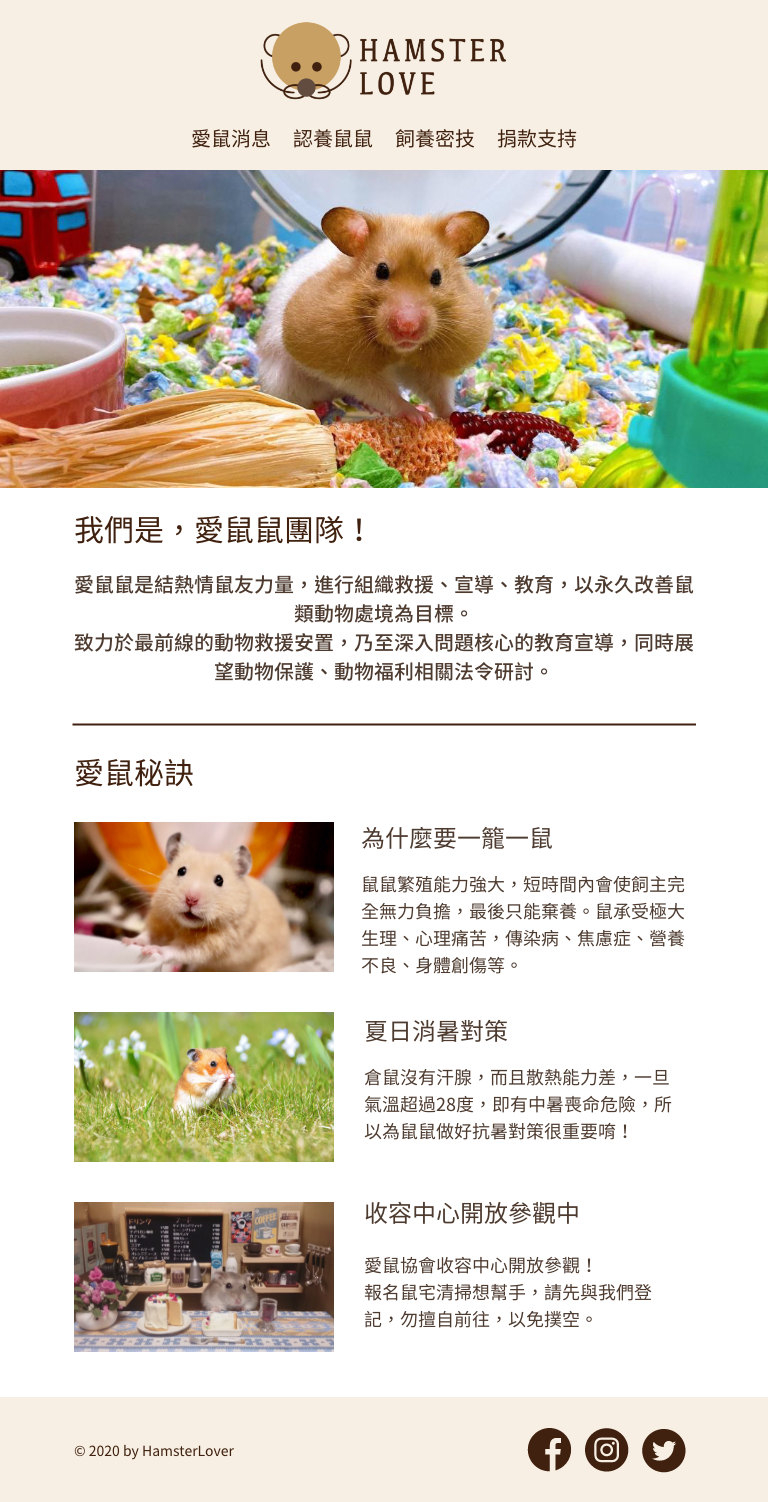 HAMSTER
LOVE
愛鼠消息 認養鼠鼠 飼養密技 捐款支持
我們是，愛鼠鼠團隊！
愛鼠鼠是結熱情鼠友力量，進行組織救援、宣導、教育，以永久改善鼠
類動物處境為目標。
致力於最前線的動物救援安置，乃至深入問題核心的教育宣導，同時展
望動物保護、動物福利相關法令研討。
愛鼠秘訣
為什麼要一籠一鼠
鼠鼠繁殖能力強大，短時間內會使飼主完
全無力負擔，最後只能棄養。鼠承受極大
生理、心理痛苦，傳染病、焦慮症、營養
不良、身體創傷等。
夏日消暑對策
倉鼠沒有汗腺，而且散熱能力差，一旦
氣溫超過28度，即有中暑喪命危險，所
以為鼠鼠做好抗暑對策很重要唷！
ドリンク
COFFEE
收容中心開放參觀中
愛鼠協會收容中心開放參觀！
報名鼠宅清掃想幫手，請先與我們登
記，勿擅自前往，以免撲空。
© 2020 by HamsterLover